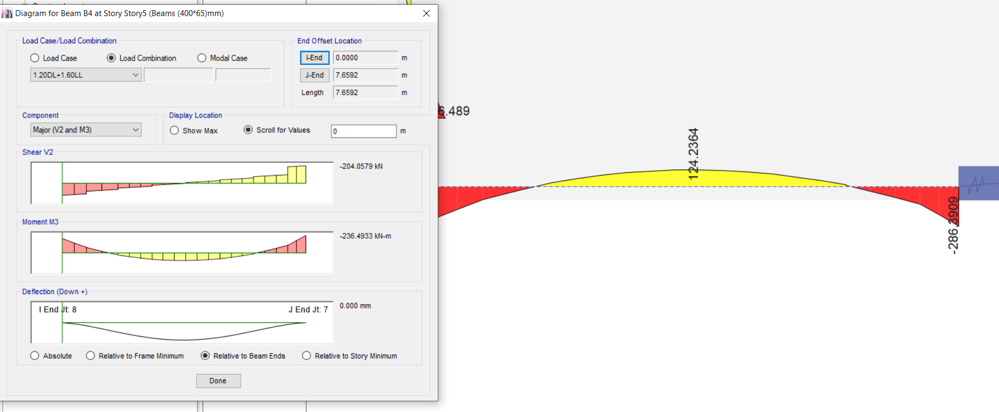 Diagram for Beam B4 at Story Story5 (Beams (400*65)mm)
Load Case/Load Combination
Load Case
Load Combination
Modal Case
1.20DL+1.60LL
End Offset Location
I-End
0.0000
m
J-End
7.6592
m
Length
7.6592
m
Component
Major (V2 and M3)
Display Location
Show Max
Scroll for Values
0
m
Shear V2
-204.0579 kN
Moment M3
-236.4933 kN-m
Deflection (Down +)
I End Jt: 8
J End Jt: 7
0.000 mm
Absolute
Relative to Frame Minimum
Relative to Beam Ends
Relative to Story Minimum
Done
6.489
124.2364
-286.3909